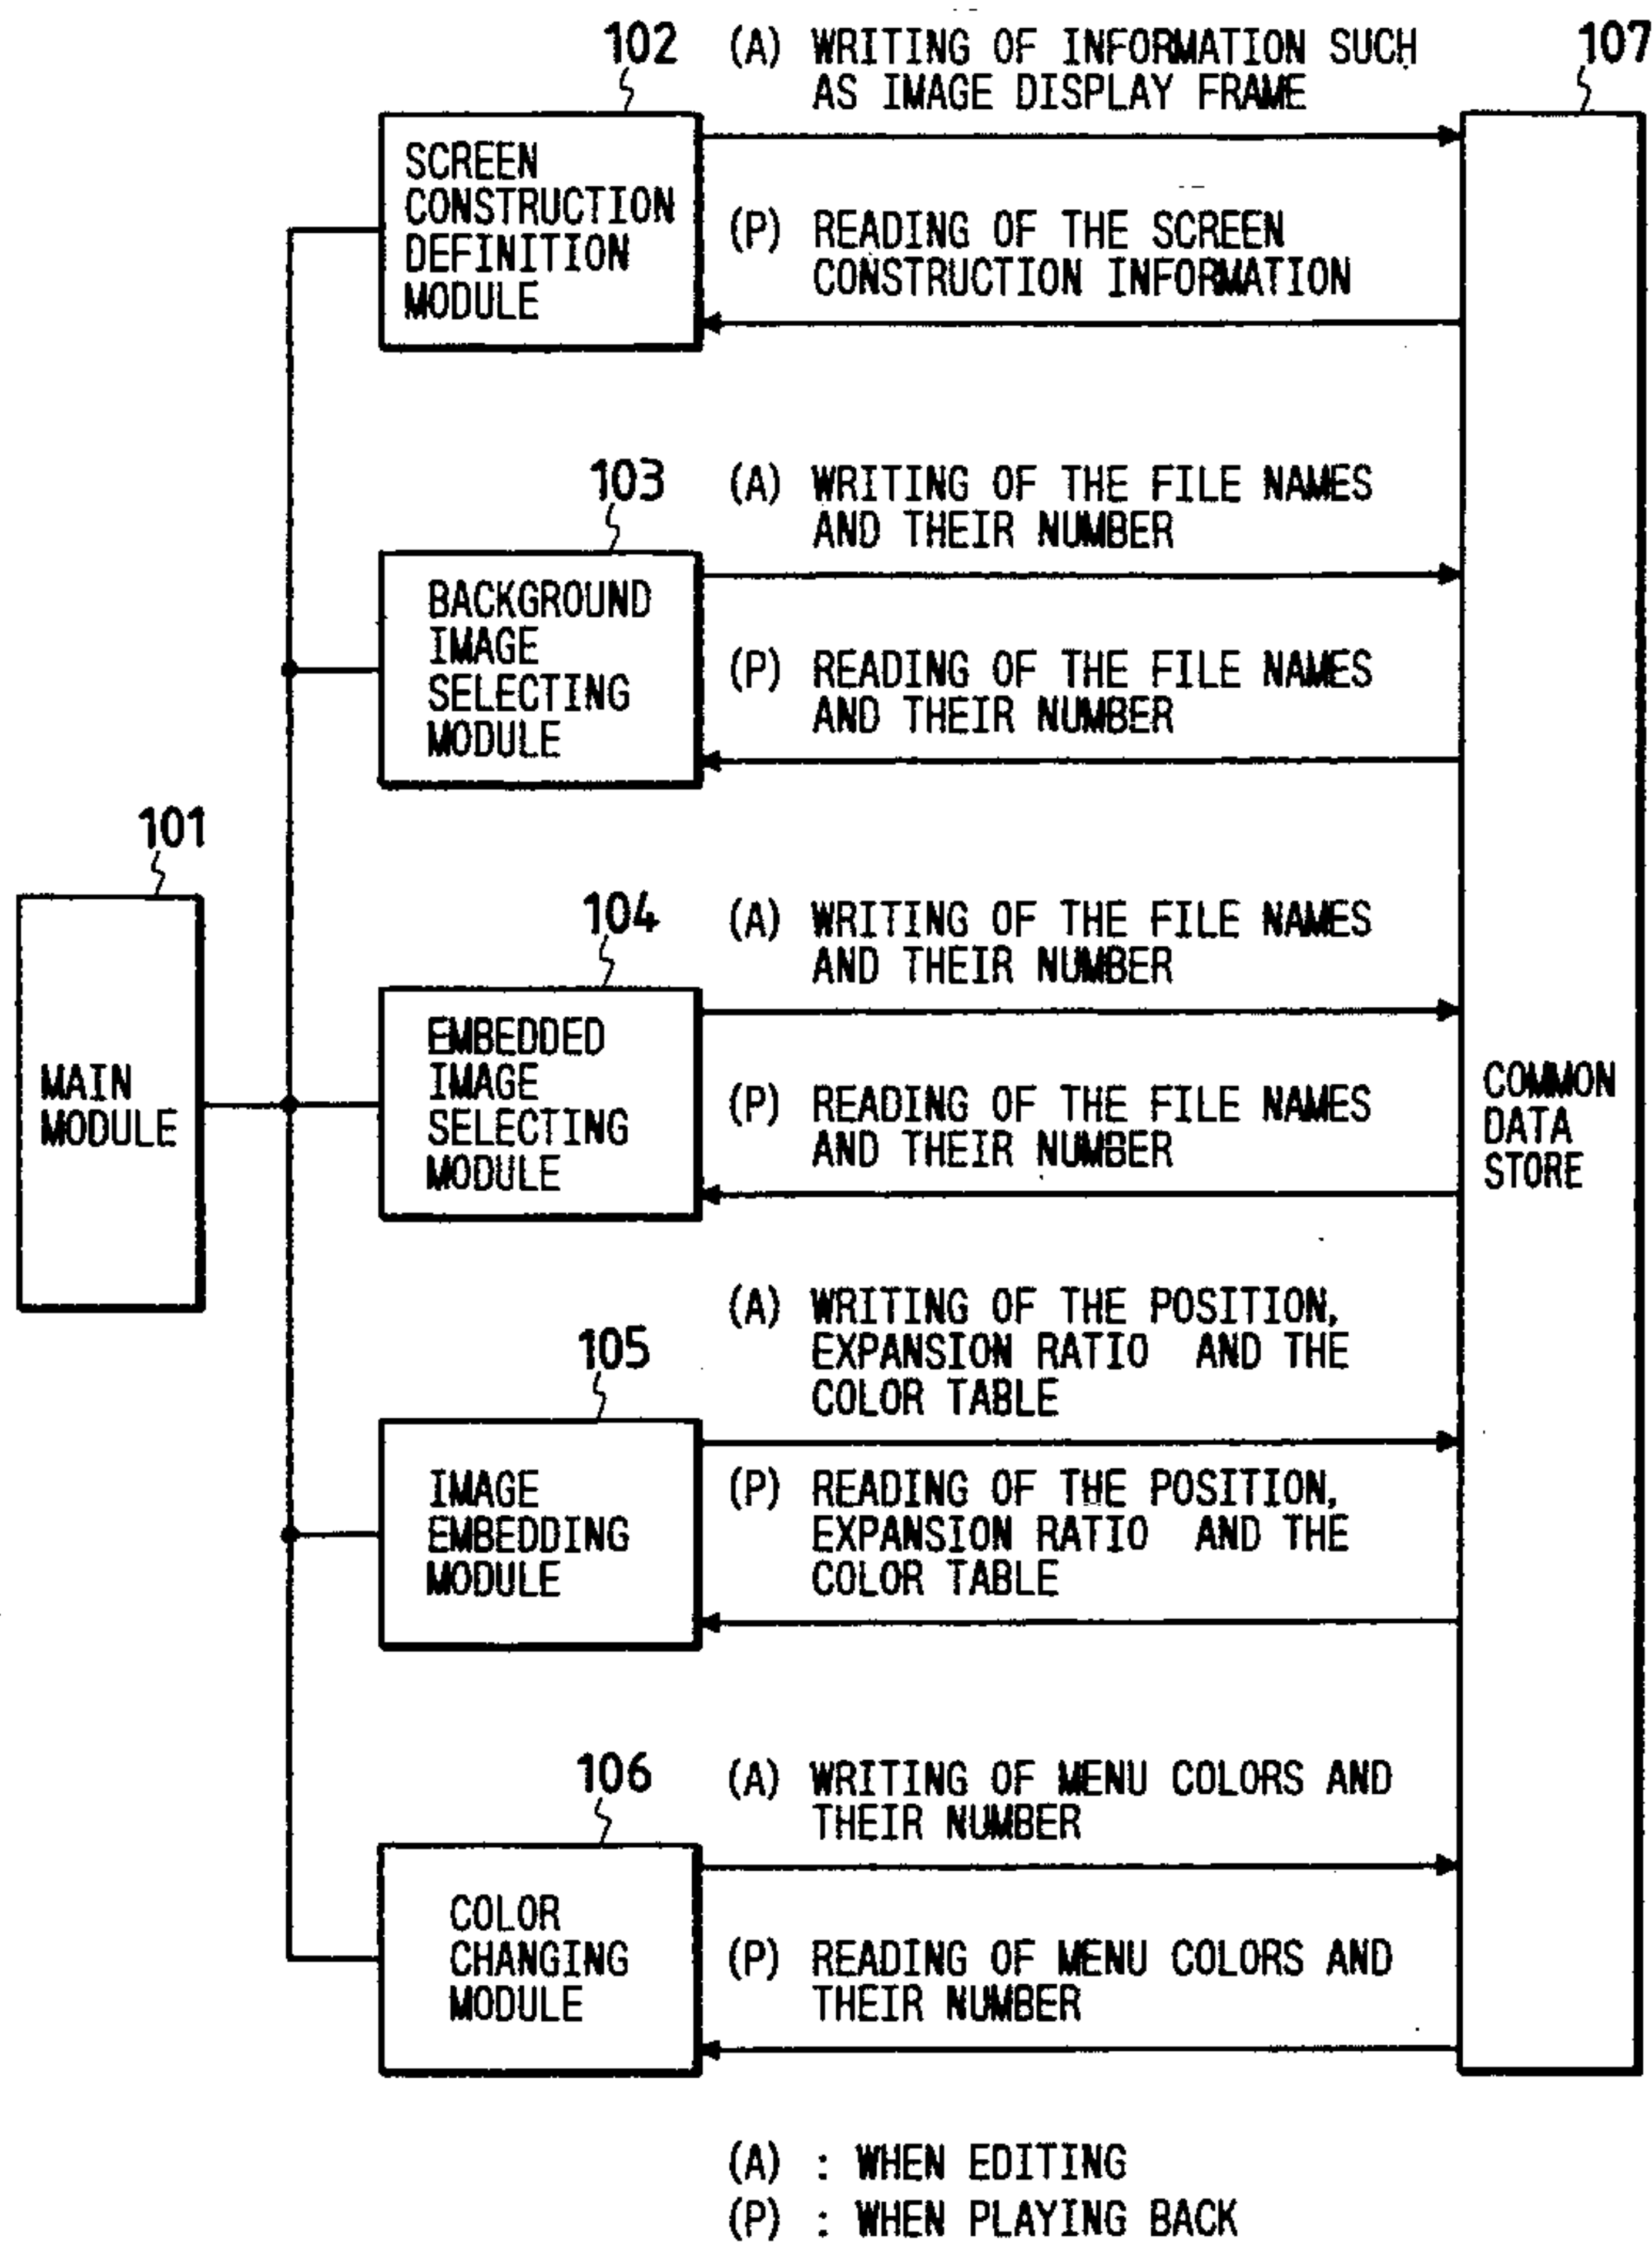 102
(A) WRITING OF INFORMATION SUCH
AS IMAGE DISPLAY FRAME
107
SCREEN
CONSTRUCTION
DEFINITION
MODULE
(P) READING OF THE SCREEN
CONSTRUCTION INFORMATION
103
(A) WRITING OF THE FILE NAMES
AND THEIR NUMBER
BACKGROUND
IMAGE
SELECTING
MODULE
(P) READING OF THE FILE NAMES
AND THEIR NUMBER
101
MAIN
MODULE
104
(A) WRITING OF THE FILE NAMES
AND THEIR NUMBER
EMBEDDED
IMAGE
SELECTING
MODULE
(P) READING OF THE FILE NAMES
AND THEIR NUMBER
COMMON
DATA
STORE
105
(A) WRITING OF THE POSITION,
EXPANSION RATIO AND THE
COLOR TABLE
IMAGE
EMBEDDING
MODULE
(P) READING OF THE POSITION,
EXPANSION RATIO AND THE
COLOR TABLE
106
(A) WRITING OF MENU COLORS AND
THEIR NUMBER
COLOR
CHANGING
MODULE
(P) READING OF MENU COLORS AND
THEIR NUMBER
(A) : WHEN EDITING
(P) : WHEN PLAYING BACK